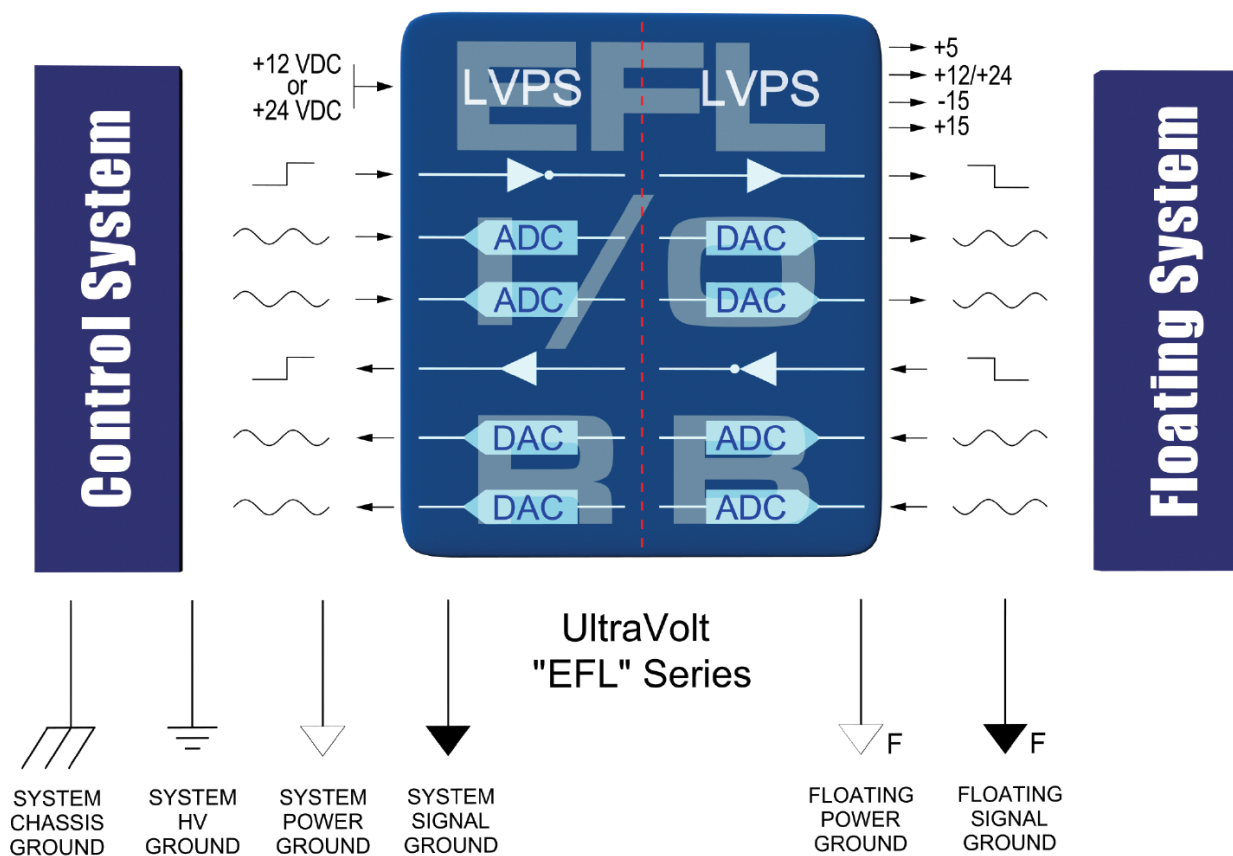 Control System
+12 VDC
or
+24 VDC
EFL
LVPS
LVPS
+5
+12/+24
-15
+15
I/O
ADC
DAC
ADC
DAC
RB
DAC
ADC
DAC
ADC
Floating System
UltraVolt
"EFL" Series
SYSTEM
CHASSIS
GROUND
SYSTEM
HV
GROUND
SYSTEM
POWER
GROUND
SYSTEM
SIGNAL
GROUND
F
FLOATING
POWER
GROUND
F
FLOATING
SIGNAL
GROUND